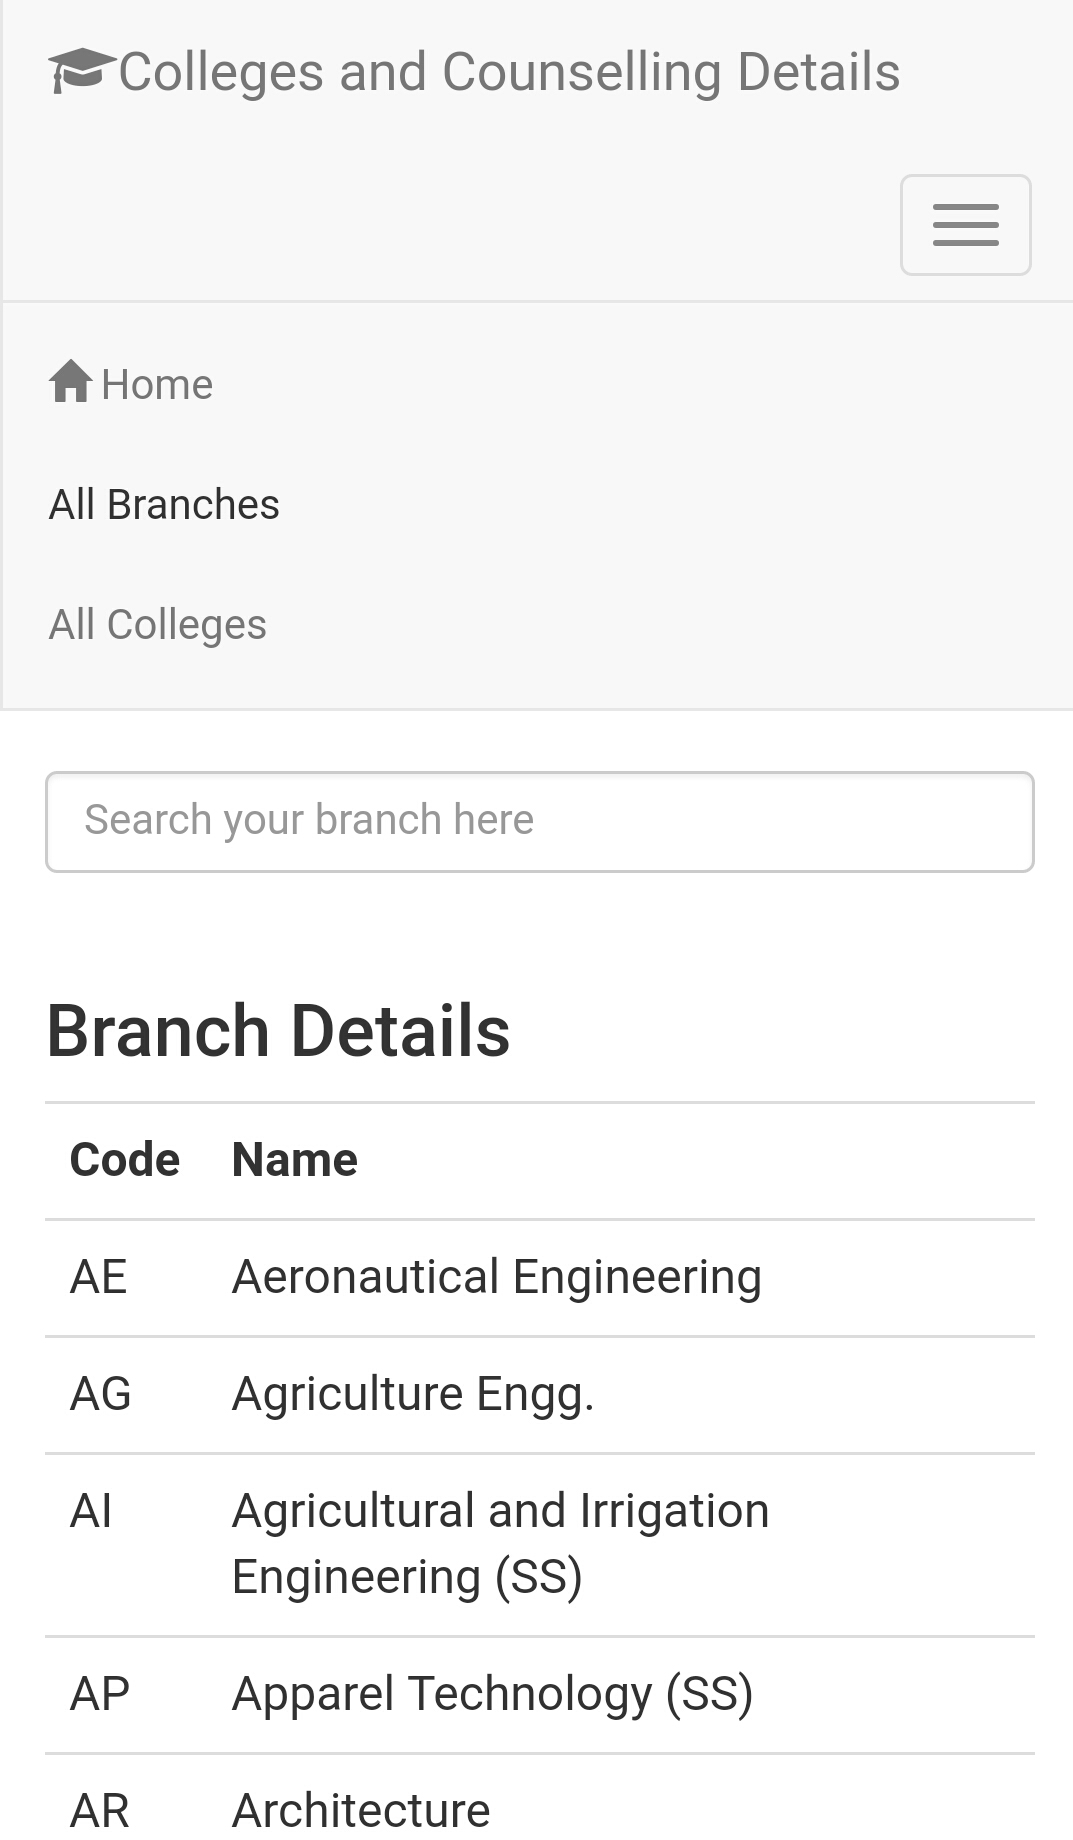 Colleges and Counselling Details
Home
All Branches
All Colleges
Search your branch here
Branch Details
Code Name
AE Aeronautical Engineering
AG Agriculture Engg.
AI Agricultural and Irrigation
Engineering (SS)
AP Apparel Technology (SS)
AR Architecture